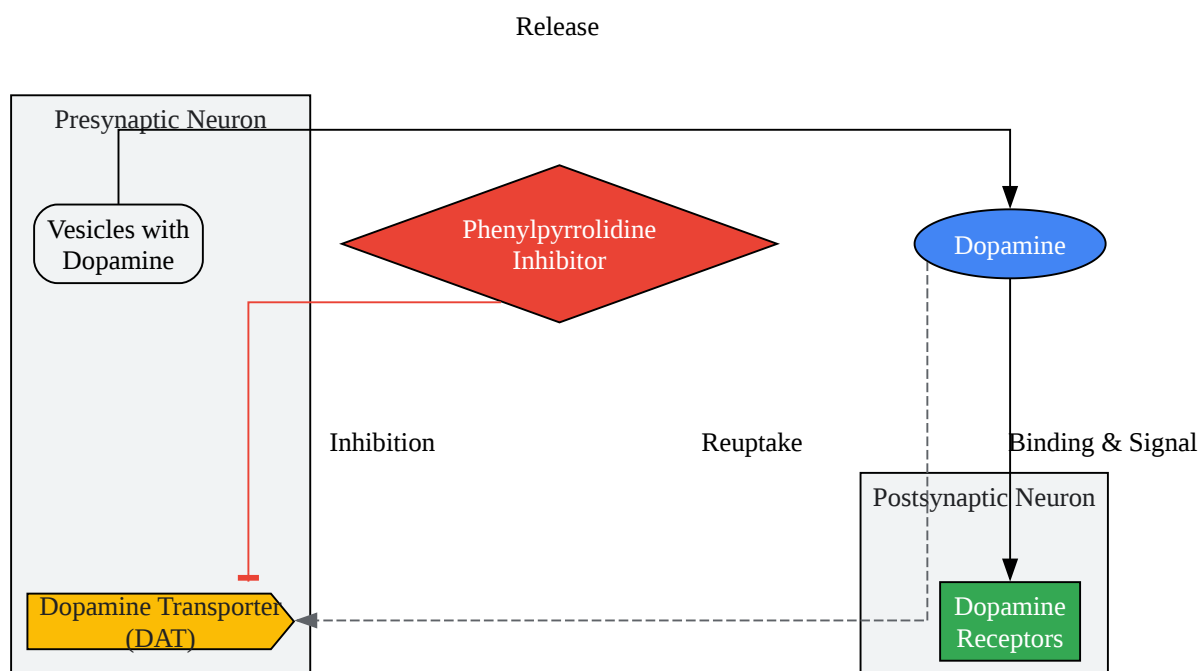 Release
Presynaptic Neuron
Vesicles with
Dopamine
Phenylpyrrolidine
Inhibitor
Dopamine
Inhibition
Reuptake
Binding & Signal
Postsynaptic Neuron
Dopamine Transporter
(DAT)
Dopamine
Receptors